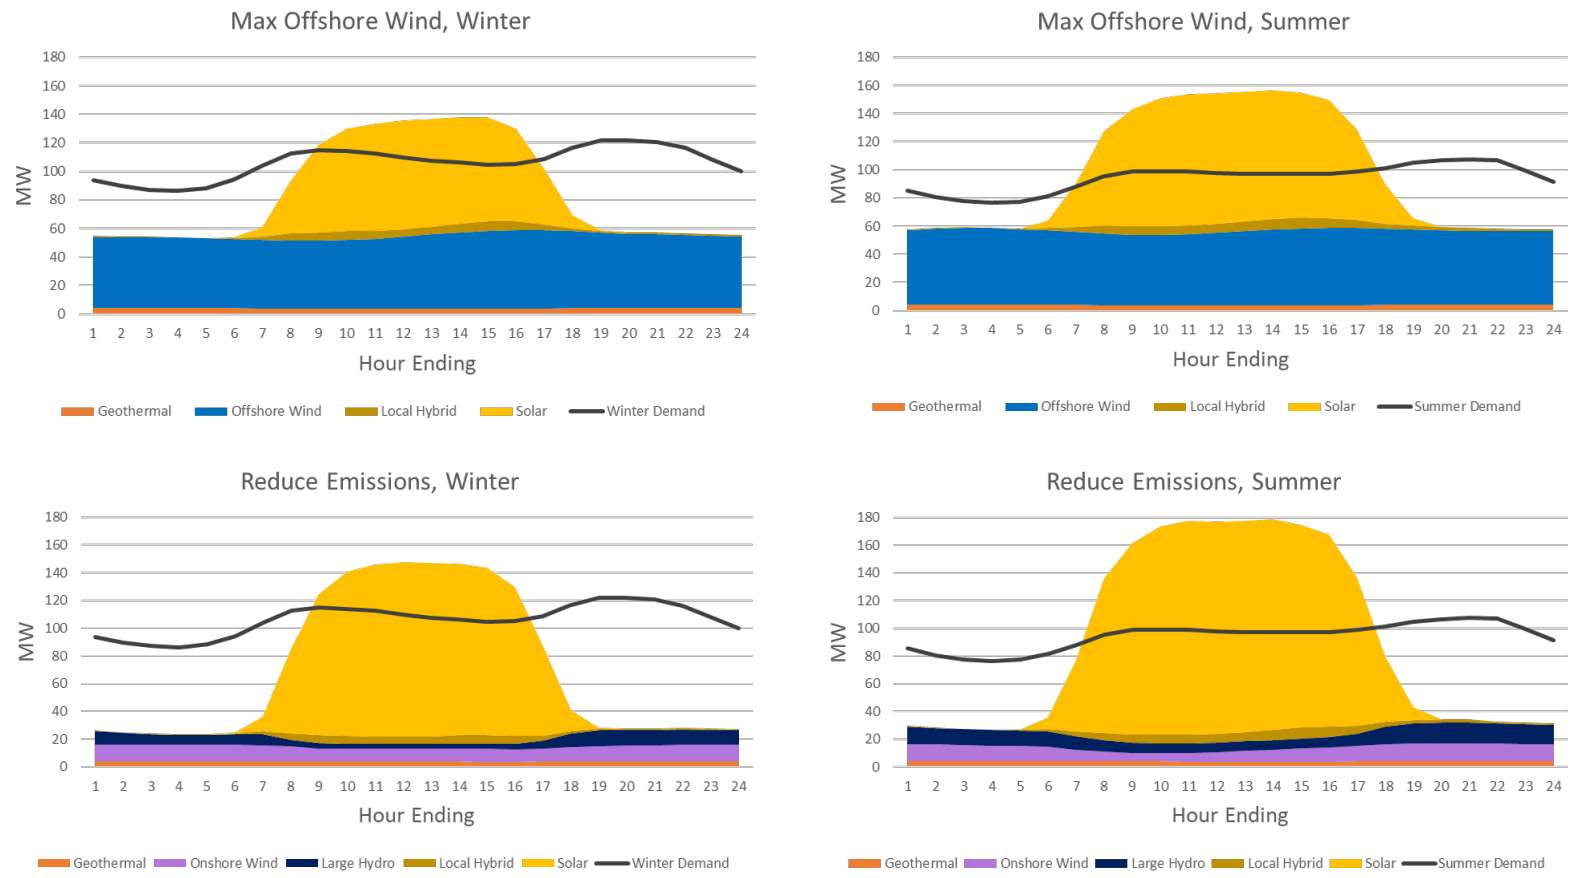 Max Offshore Wind, Winter
180
160
140
120
100
80
60
40
20
0
MW
1 2 3 4 5 6 7 8 9 10 11 12 13 14 15 16 17 18 19 20 21 22 23 24
Hour Ending
Geothermal Offshore Wind Local Hybrid Solar Winter Demand
Max Offshore Wind, Summer
180
160
140
120
100
80
60
40
20
0
MW
1 2 3 4 5 6 7 8 9 10 11 12 13 14 15 16 17 18 19 20 21 22 23 24
Hour Ending
Geothermal Offshore Wind Local Hybrid Solar Summer Demand
Reduce Emissions, Winter
180
160
140
120
100
80
60
40
20
0
MW
1 2 3 4 5 6 7 8 9 10 11 12 13 14 15 16 17 18 19 20 21 22 23 24
Hour Ending
Geothermal Onshore Wind Large Hydro Local Hybrid Solar Winter Demand
Reduce Emissions, Summer
180
160
140
120
100
80
60
40
20
0
MW
1 2 3 4 5 6 7 8 9 10 11 12 13 14 15 16 17 18 19 20 21 22 23 24
Hour Ending
Geothermal Onshore Wind Large Hydro Local Hybrid Solar Summer Demand